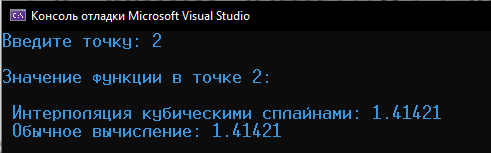 Консоль отладки Microsoft Visual Studio
Введите точку: 2
Значение функции в точке 2:
Интерполяция кубическими сплайнами: 1.41421
Обычное вычисление: 1.41421